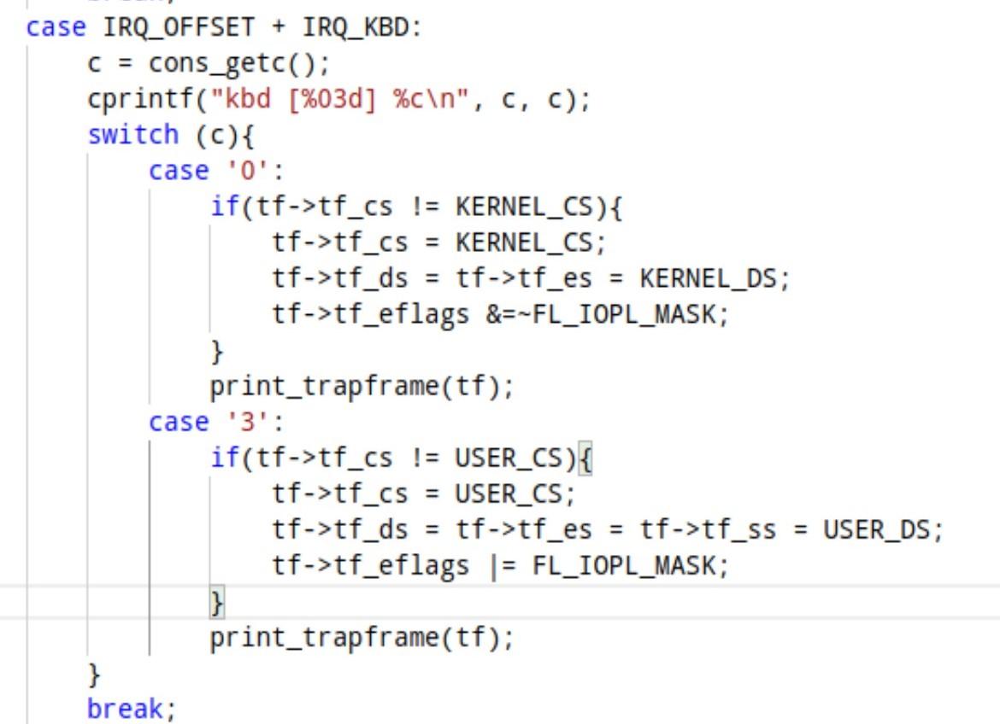 break;
case IRQ_OFFSET + IRQ_KBD:
    c = cons_getc();
    cprintf("kbd [%03d] %c\n", c, c);
    switch (c){
        case '0':
            if(tf->tf_cs != KERNEL_CS){
                tf->tf_cs = KERNEL_CS;
                tf->tf_ds = tf->tf_es = KERNEL_DS;
                tf->tf_eflags &=~FL_IOPL_MASK;
            }
            print_trapframe(tf);
        case '3':
            if(tf->tf_cs != USER_CS){
                tf->tf_cs = USER_CS;
                tf->tf_ds = tf->tf_es = tf->tf_ss = USER_DS;
                tf->tf_eflags |= FL_IOPL_MASK;
            }
            print_trapframe(tf);
    }
    break;